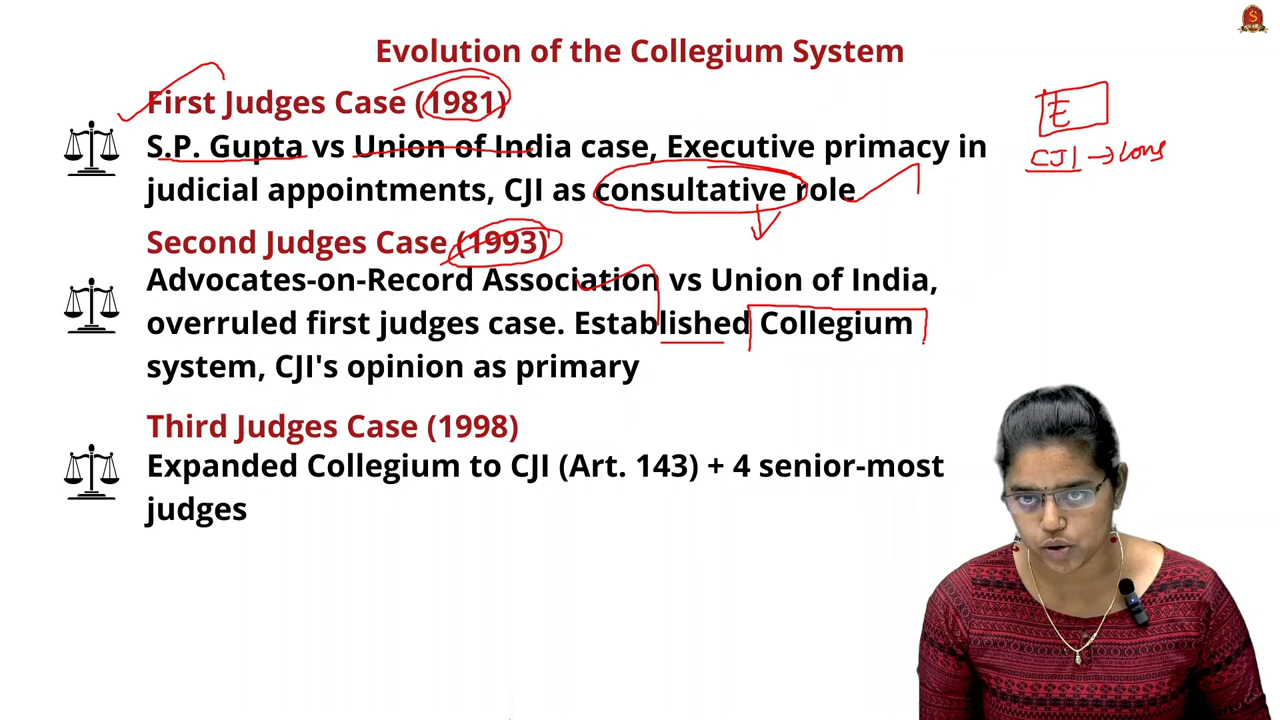 Evolution of the Collegium System
First Judges Case (1981)
S.P. Gupta vs Union of India case, Executive primacy in
judicial appointments, CJI as consultative role
E
CJI → Cons
Second Judges Case (1993)
Advocates-on-Record Association vs Union of India,
overruled first judges case. Established Collegium
system, CJI's opinion as primary
Third Judges Case (1998)
Expanded Collegium to CJI (Art. 143) + 4 senior-most
judges